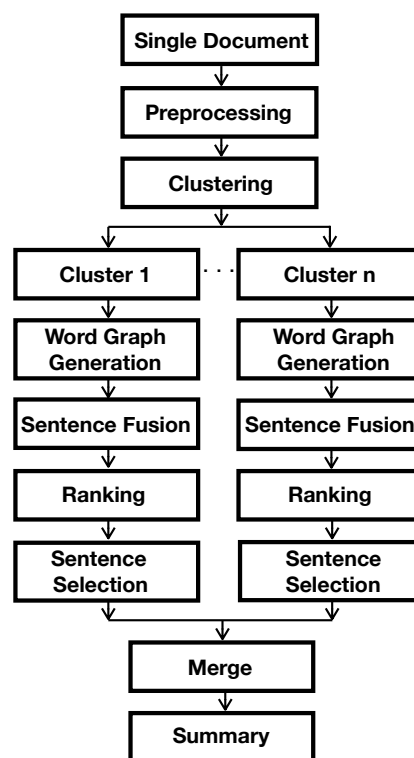 Single Document
Preprocessing
Clustering
Cluster 1
. . .
Cluster n
Word Graph
Generation
Word Graph
Generation
Sentence Fusion
Sentence Fusion
Ranking
Ranking
Sentence
Selection
Sentence
Selection
Merge
Summary